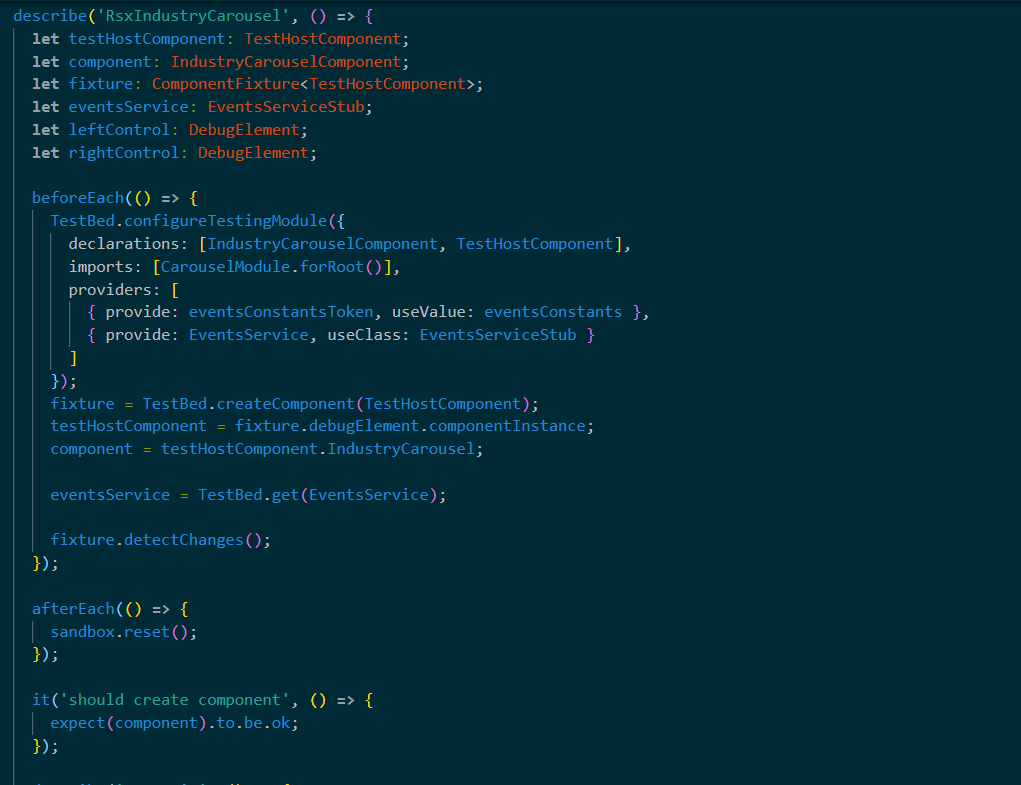 describe('RsxIndustryCarousel', () => {
let testHostComponent: TestHostComponent;
let component: IndustryCarouselComponent;
let fixture: ComponentFixture<TestHostComponent>;
let eventsService: EventsServiceStub;
let leftControl: DebugElement;
let rightControl: DebugElement;
beforeEach(() => {
TestBed.configureTestingModule({
declarations: [IndustryCarouselComponent, TestHostComponent],
imports: [CarouselModule.forRoot()],
providers: [
{ provide: eventsConstantsToken, useValue: eventsConstants },
{ provide: EventsService, useClass: EventsServiceStub }
]
});
fixture = TestBed.createComponent(TestHostComponent);
testHostComponent = fixture.debugElement.componentInstance;
component = testHostComponent.IndustryCarousel;
eventsService = TestBed.get(EventsService);
fixture.detectChanges();
});
afterEach(() => {
sandbox.reset();
});
it('should create component', () => {
expect(component).to.be.ok;
});